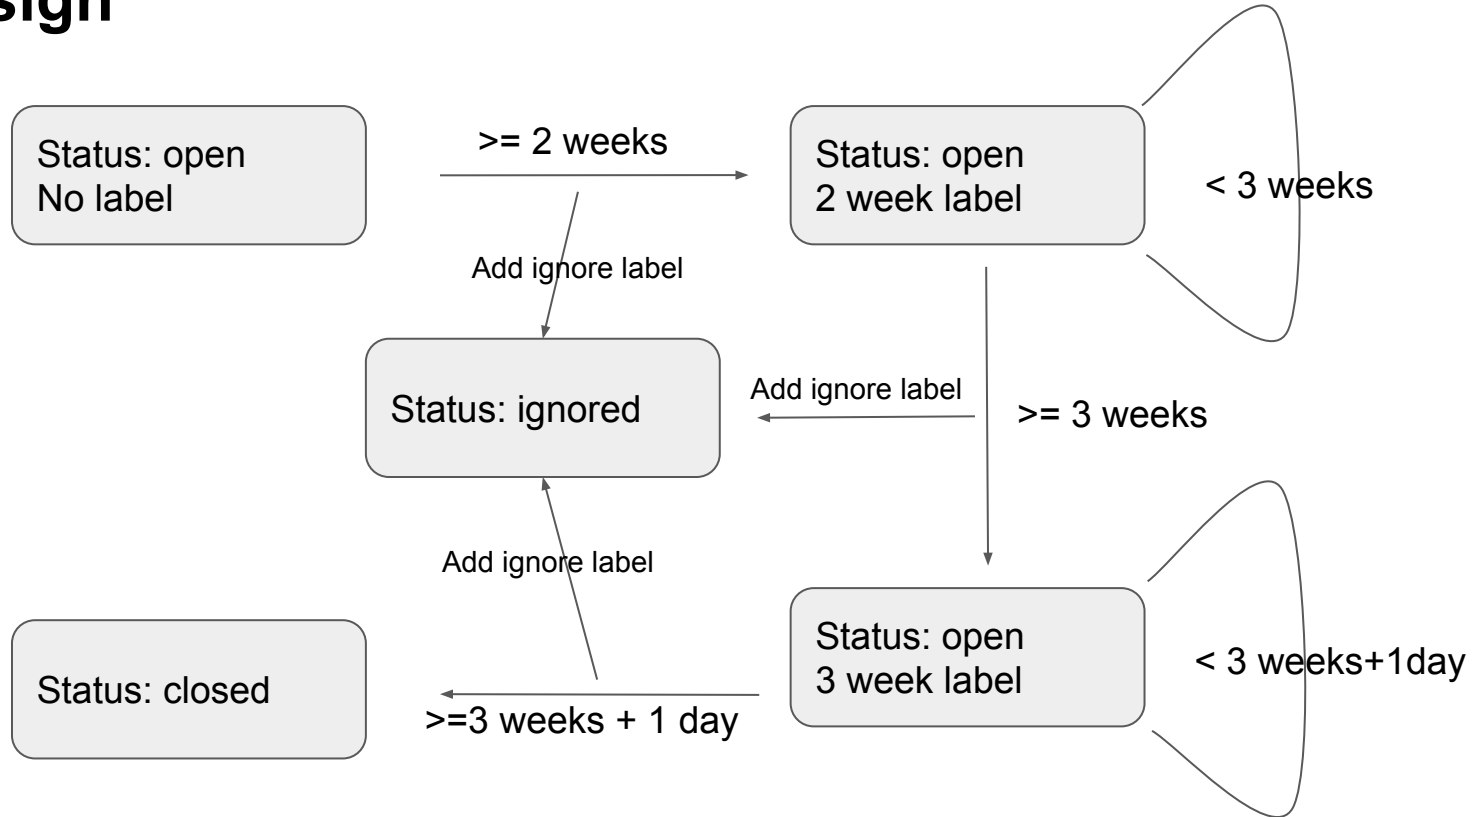 Status: open
No label
>= 2 weeks
Status: open
2 week label
< 3 weeks
Add ignore label
Status: ignored
Add ignore label
>= 3 weeks
Add ignore label
Status: closed
>=3 weeks + 1 day
Status: open
3 week label
< 3 weeks+1day